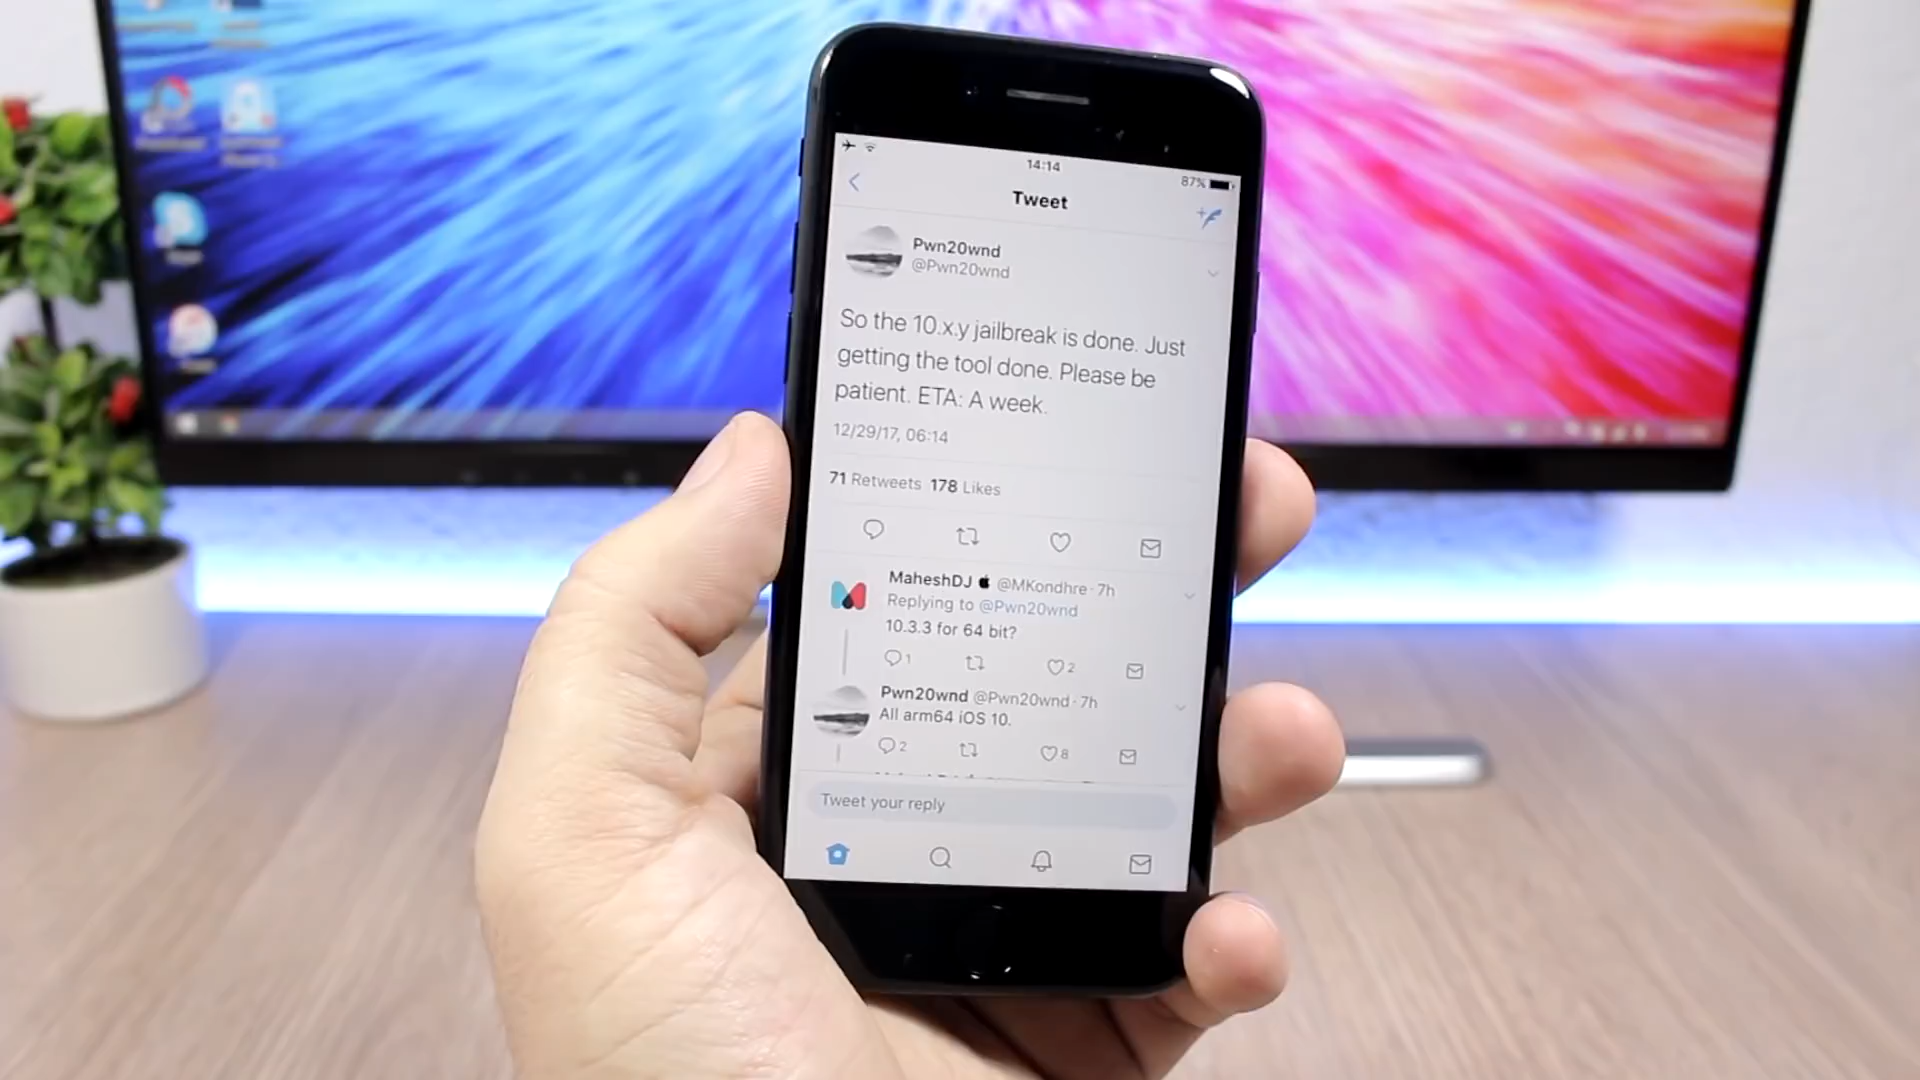 14:14
87%
Tweet
Pwn20wnd
@Pwn20wnd
So the 10.x.y jailbreak is done. Just
getting the tool done. Please be
patient. ETA: A week.
12/29/17, 06:14
71 Retweets 178 Likes
MaheshDJ @MKondhre · 7h
Replying to @Pwn20wnd
10.3.3 for 64 bit?
1 2
Pwn20wnd @Pwn20wnd · 7h
All arm64 iOS 10.
2 8
Tweet your reply